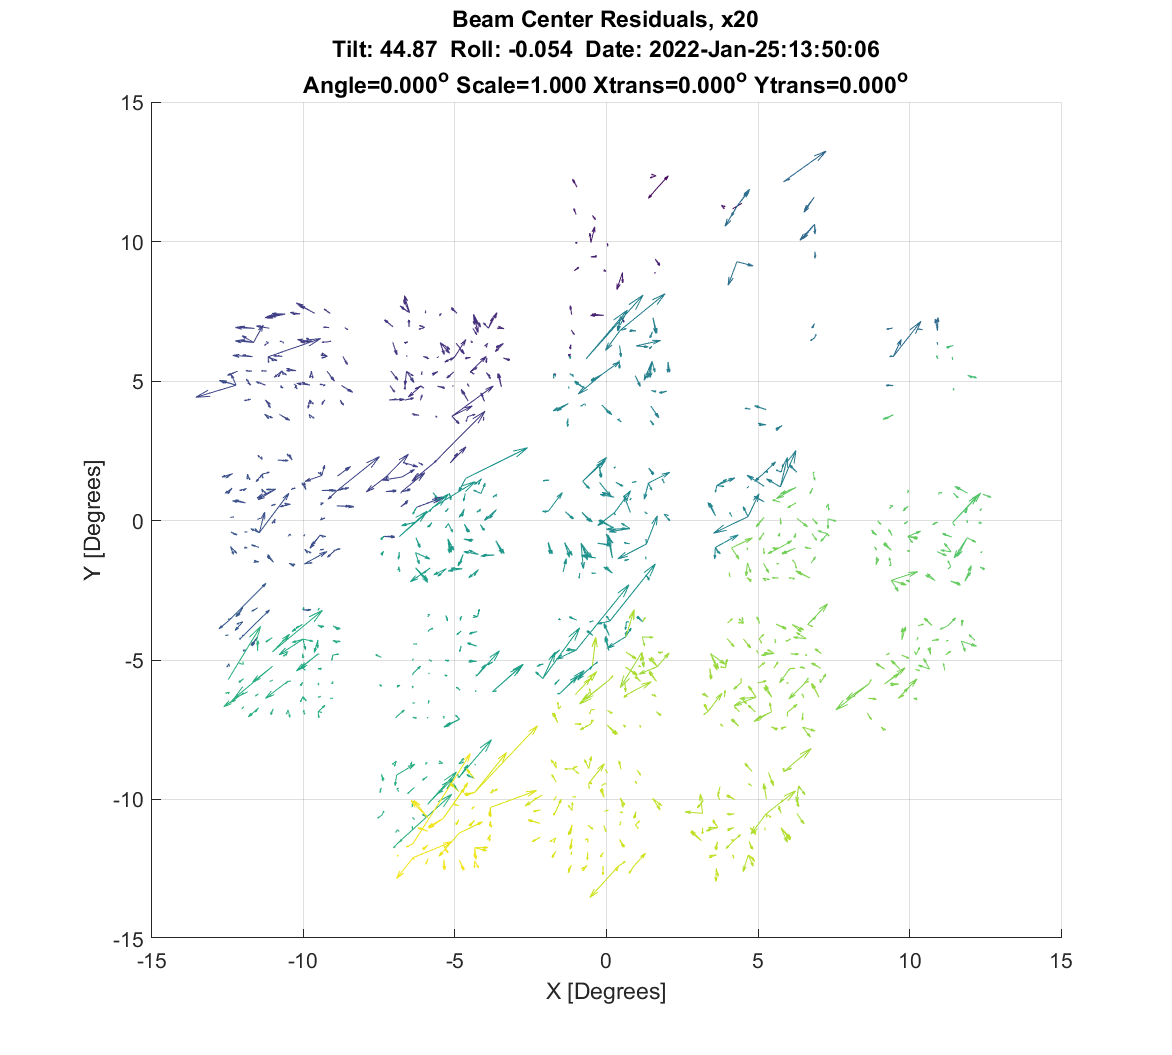 Beam Center Residuals, x20
Tilt: 44.87 Roll: -0.054 Date: 2022-Jan-25:13:50:06
Angle=0.000° Scale=1.000 Xtrans=0.000° Ytrans=0.000°
15
10
5
0
-5
-10
-15
Y [Degrees]
-15 -10 -5 0 5 10 15
X [Degrees]